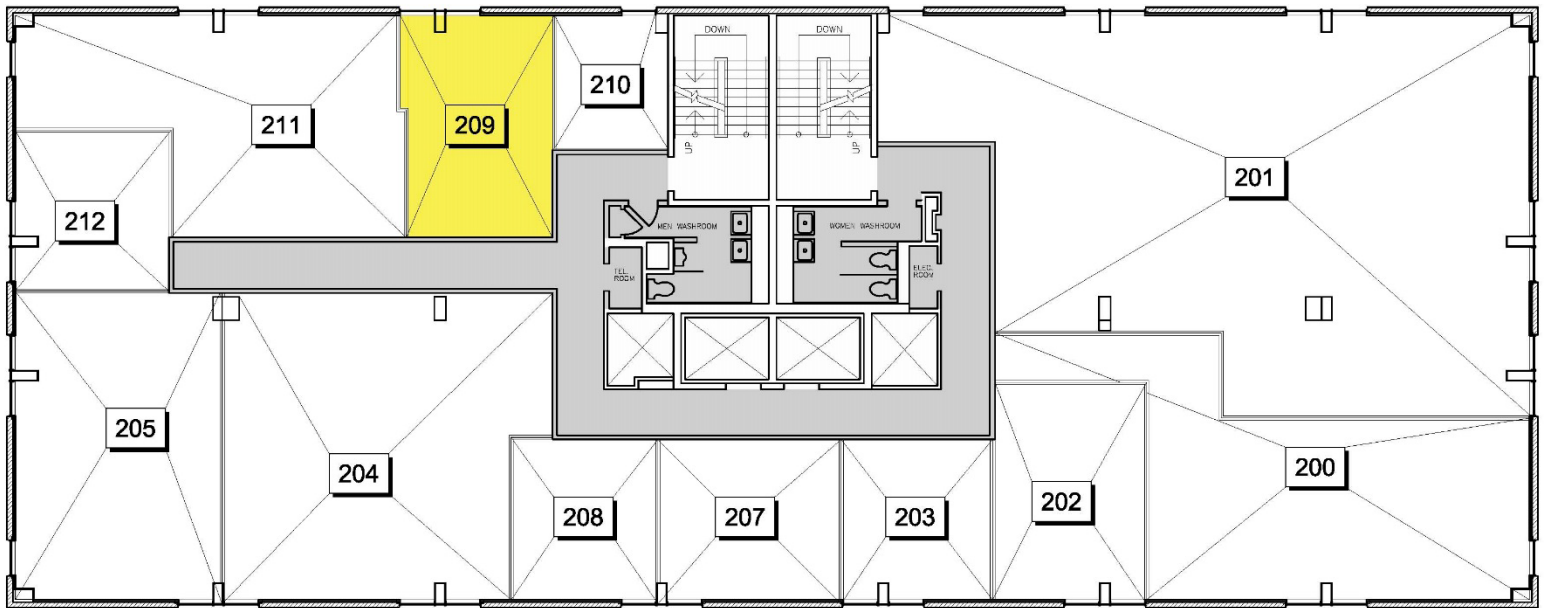 DOWN
DOWN
210
211
209
UP
UP
201
212
MEN WASHROOM
WOMEN WASHROOM
TEL.
ROOM
ELEC.
ROOM
205
204
200
202
208
207
203